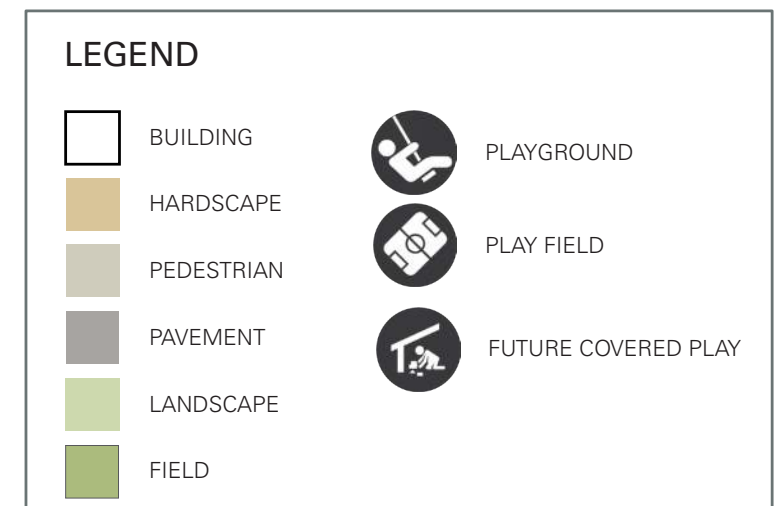 LEGEND
BUILDING
HARDSCAPE
PEDESTRIAN
PAVEMENT
LANDSCAPE
FIELD
PLAYGROUND
PLAY FIELD
FUTURE COVERED PLAY